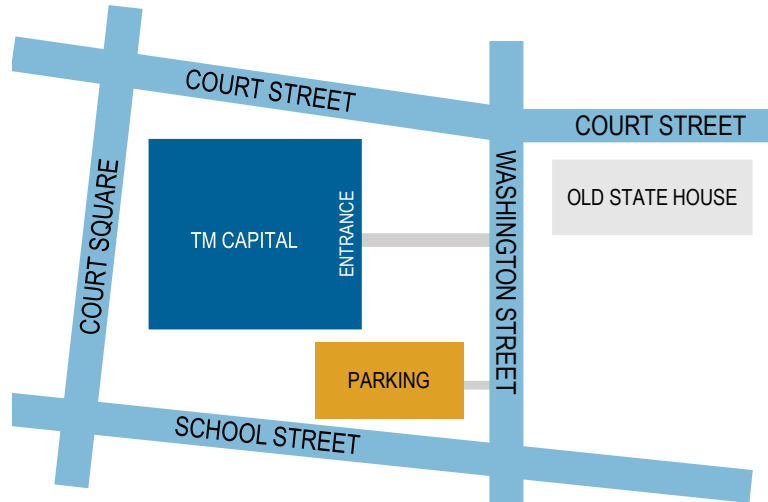 COURT STREET
COURT STREET
WASHINGTON STREET
OLD STATE HOUSE
COURT SQUARE
TM CAPITAL
ENTRANCE
PARKING
SCHOOL STREET